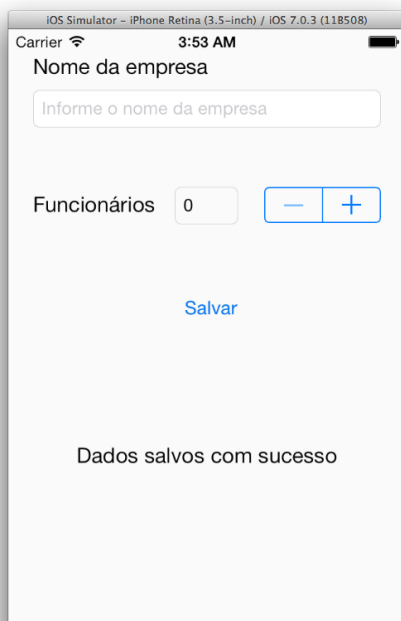 iOS Simulator – iPhone Retina (3.5-inch) / iOS 7.0.3 (11B508)
Carrier 3:53 AM
Nome da empresa
Informe o nome da empresa
Funcionários 0 — +
Salvar
Dados salvos com sucesso